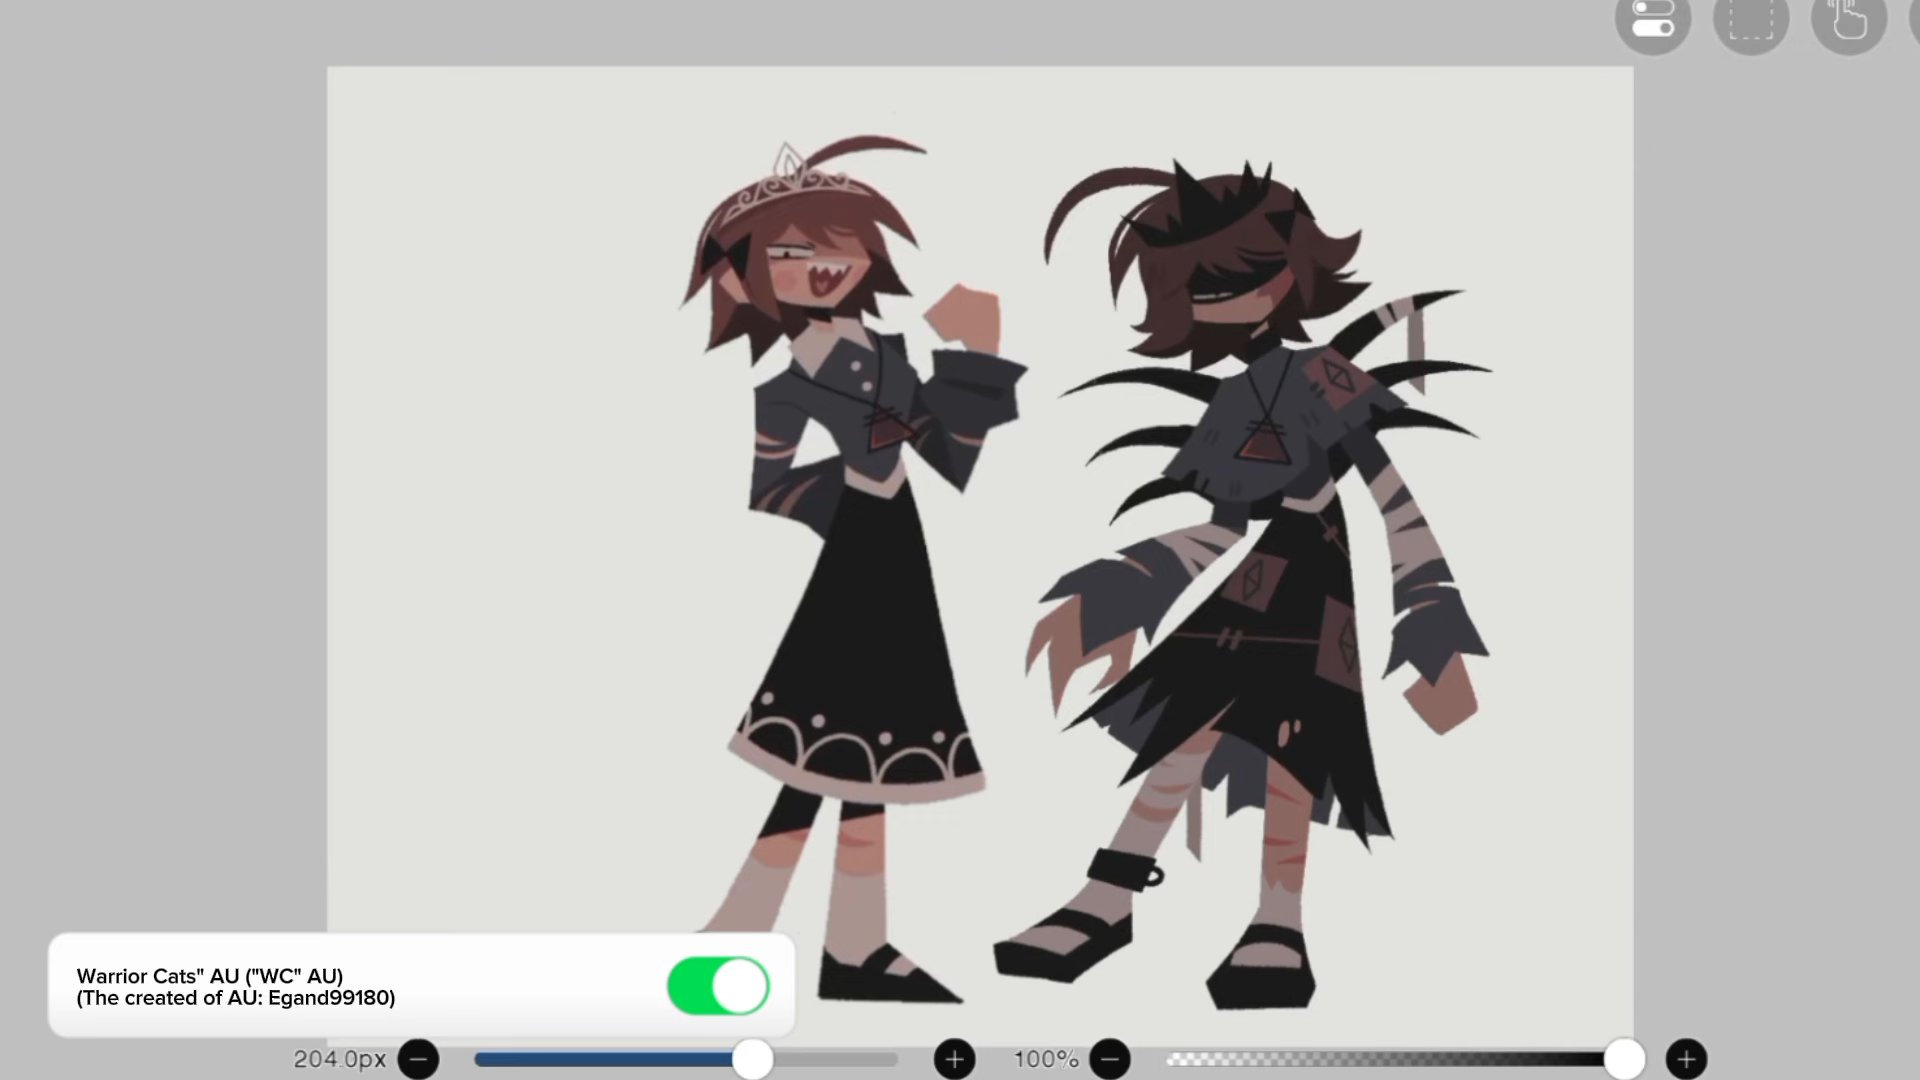 Warrior Cats" AU ("WC" AU)
(The created of AU: Egand99180)
204.0px
100%